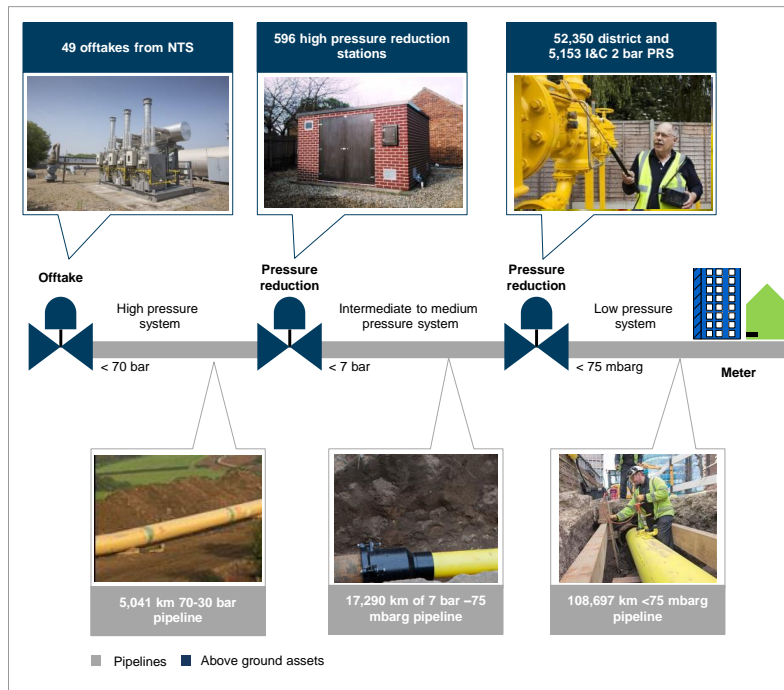 49 offtakes from NTS
596 high pressure reduction
stations
52,350 district and
5,153 I&C 2 bar PRS
Offtake
Pressure
reduction
Pressure
reduction
High pressure
system
Intermediate to medium
pressure system
Low pressure
system
< 70 bar
< 7 bar
< 75 mbarg
Meter
5,041 km 70-30 bar
pipeline
17,290 km of 7 bar –75
mbarg pipeline
108,697 km <75 mbarg
pipeline
Pipelines
Above ground assets